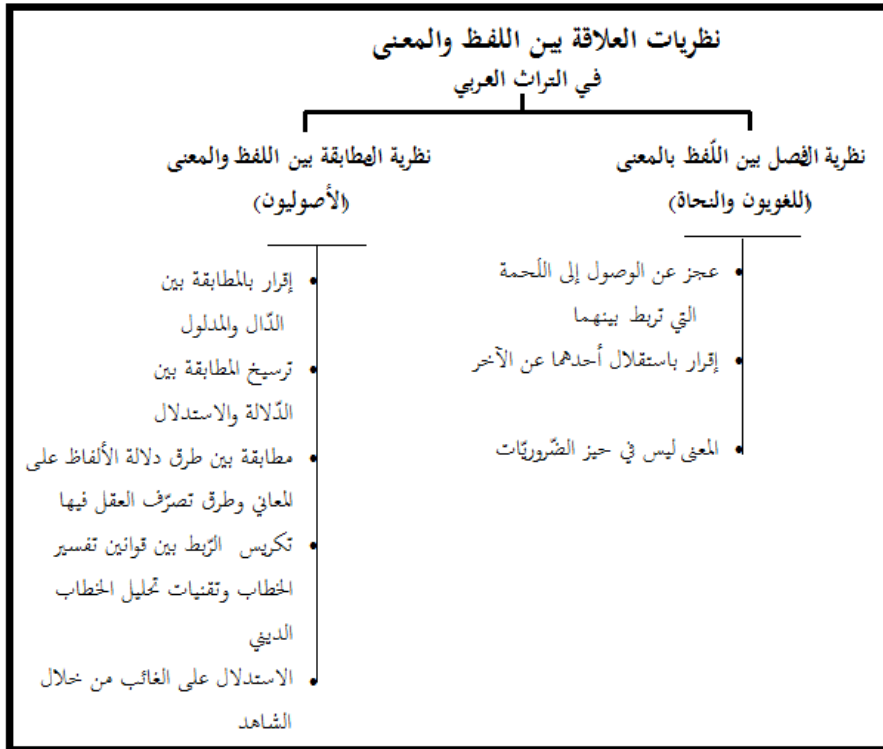 نظريات العلاقة بين اللفظ والمعنى
في التراث العربي
نظرية الفصل بين اللّفظ بالمعنى
(اللغويون والنحاة)
عجز عن الوصول إلى اللّحمة
التي تربط بينهما
إقرار باستقلال أحدهما عن الآخر
المعنى ليس في حيز الضّروريّات
نظرية المطابقة بين اللفظ والمعنى
(الأصوليون)
إقرار بالمطابقة بين
الدّال والمدلول
ترسيخ المطابقة بين
الدّلالة والاستدلال
مطابقة بين طرق دلالة الألفاظ على
المعاني وطرق تصرّف العقل فيها
تكريس الرّبط بين قوانين تفسير
الخطاب وتقنيات تحليل الخطاب
الديني
الاستدلال على الغائب من خلال
الشاهد